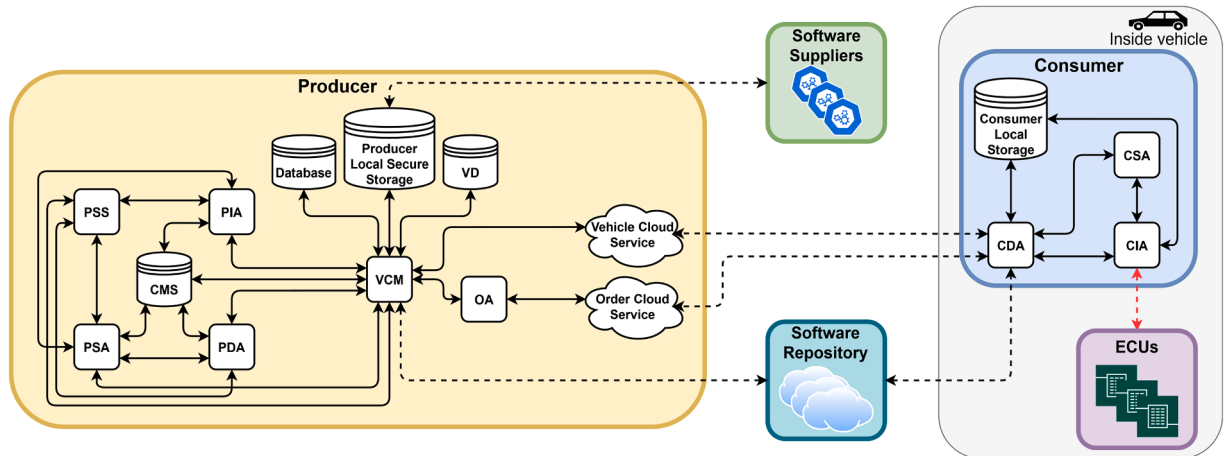 Producer
Database
Producer
Local Secure
Storage
VD
PSS
PIA
CMS
VCM
PSA
PDA
OA
Vehicle Cloud
Service
Order Cloud
Service
Software
Suppliers
Software
Repository
Inside vehicle
Consumer
Consumer
Local
Storage
CSA
CDA
CIA
ECUs